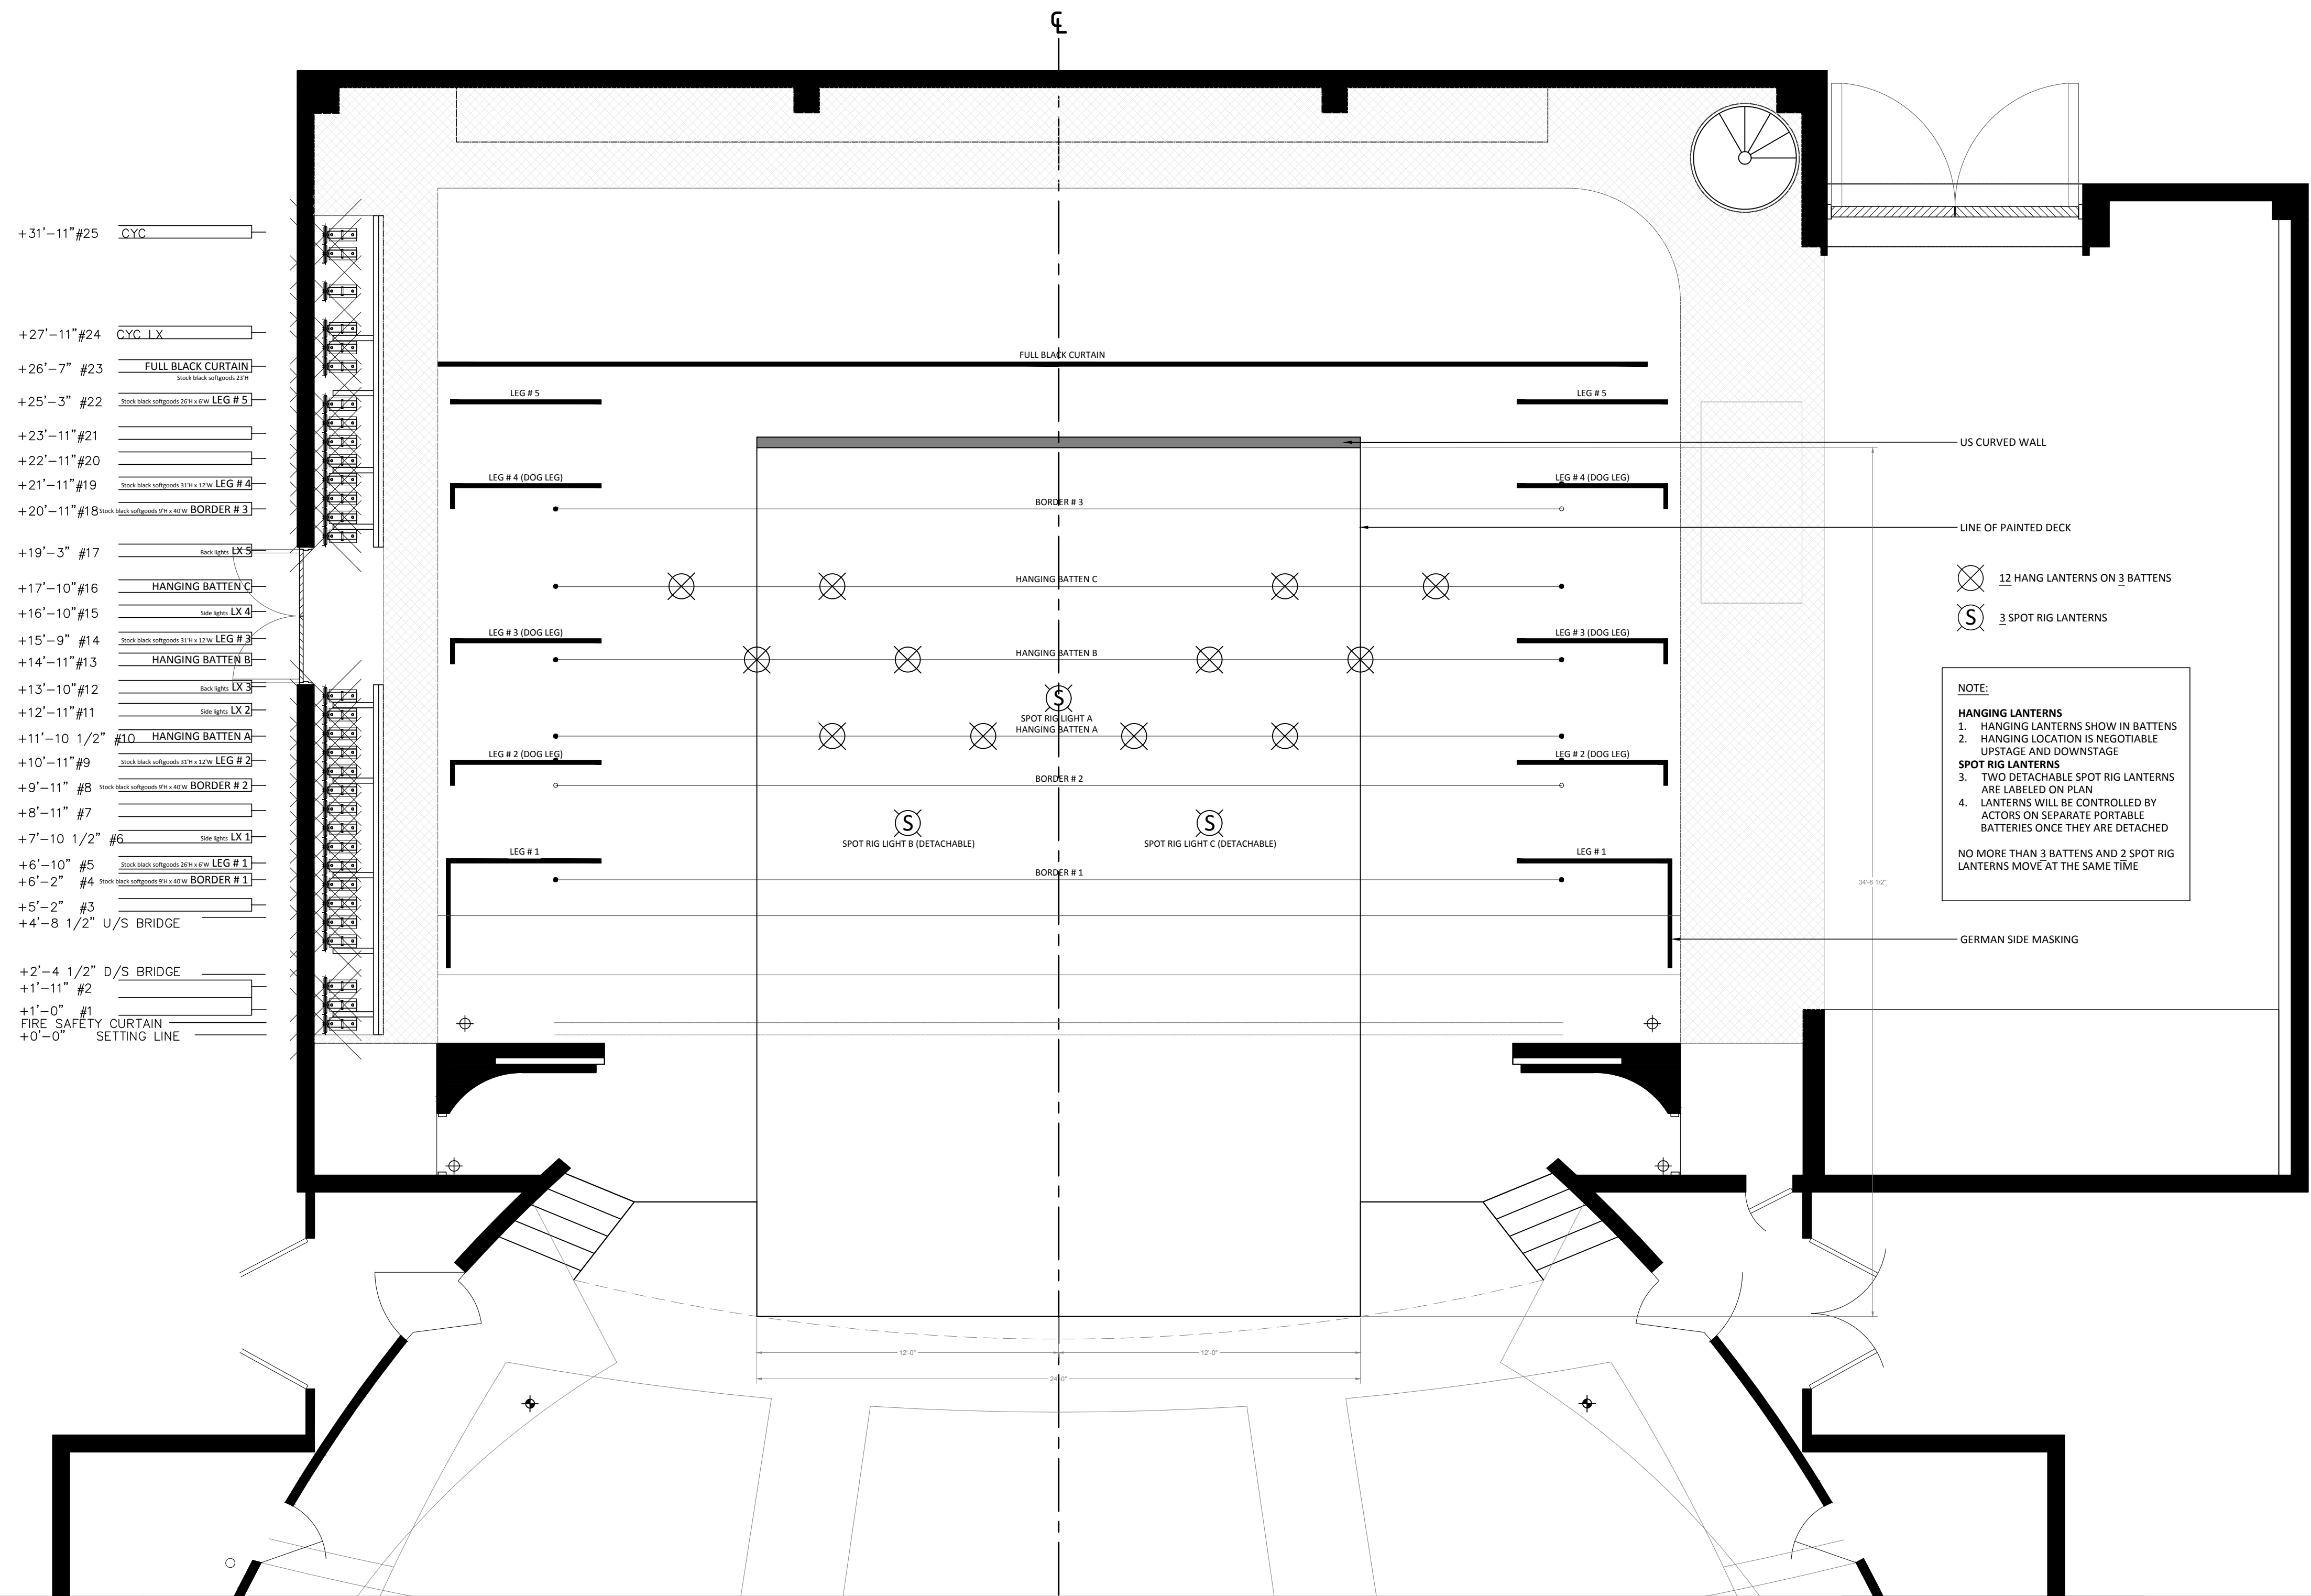 ℄
+31'-11"#25 CYC
+27'-11"#24 CYC LX
+26'-7" #23 FULL BLACK CURTAIN
Stock black softgoods 23'H
+25'-3" #22 Stock black softgoods 26'H x 6'W LEG # 5
+23'-11"#21
+22'-11"#20
+21'-11"#19 Stock black softgoods 31'H x 12'W LEG # 4
+20'-11"#18 Stock black softgoods 9'H x 40'W BORDER # 3
+19'-3" #17 Back lights LX 5
+17'-10"#16 HANGING BATTEN C
+16'-10"#15 Side lights LX 4
+15'-9" #14 Stock black softgoods 31'H x 12'W LEG # 3
+14'-11"#13 HANGING BATTEN B
+13'-10"#12 Back lights LX 3
+12'-11"#11 Side lights LX 2
+11'-10 1/2" #10 HANGING BATTEN A
+10'-11"#9 Stock black softgoods 31'H x 12'W LEG # 2
+9'-11" #8 Stock black softgoods 9'H x 40'W BORDER # 2
+8'-11" #7
+7'-10 1/2" #6 Side lights LX 1
+6'-10" #5 Stock black softgoods 26'H x 6'W LEG # 1
+6'-2" #4 Stock black softgoods 9'H x 40'W BORDER # 1
+5'-2" #3
+4'-8 1/2" U/S BRIDGE
+2'-4 1/2" D/S BRIDGE
+1'-11" #2
+1'-0" #1
FIRE SAFETY CURTAIN
+0'-0" SETTING LINE
FULL BLACK CURTAIN
LEG # 5
LEG # 5
LEG # 4 (DOG LEG)
LEG # 4 (DOG LEG)
BORDER # 3
HANGING BATTEN C
LEG # 3 (DOG LEG)
LEG # 3 (DOG LEG)
HANGING BATTEN B
S
SPOT RIG LIGHT A
HANGING BATTEN A
LEG # 2 (DOG LEG)
LEG # 2 (DOG LEG)
BORDER # 2
S
S
SPOT RIG LIGHT B (DETACHABLE)
SPOT RIG LIGHT C (DETACHABLE)
LEG # 1
LEG # 1
BORDER # 1
12'-0"
12'-0"
24'-0"
34'-6 1/2"
US CURVED WALL
LINE OF PAINTED DECK
12 HANG LANTERNS ON 3 BATTENS
S 3 SPOT RIG LANTERNS
NOTE:
HANGING LANTERNS
1. HANGING LANTERNS SHOW IN BATTENS
2. HANGING LOCATION IS NEGOTIABLE
UPSTAGE AND DOWNSTAGE
SPOT RIG LANTERNS
3. TWO DETACHABLE SPOT RIG LANTERNS
ARE LABELED ON PLAN
4. LANTERNS WILL BE CONTROLLED BY
ACTORS ON SEPARATE PORTABLE
BATTERIES ONCE THEY ARE DETACHED
NO MORE THAN 3 BATTENS AND 2 SPOT RIG
LANTERNS MOVE AT THE SAME TIME
GERMAN SIDE MASKING